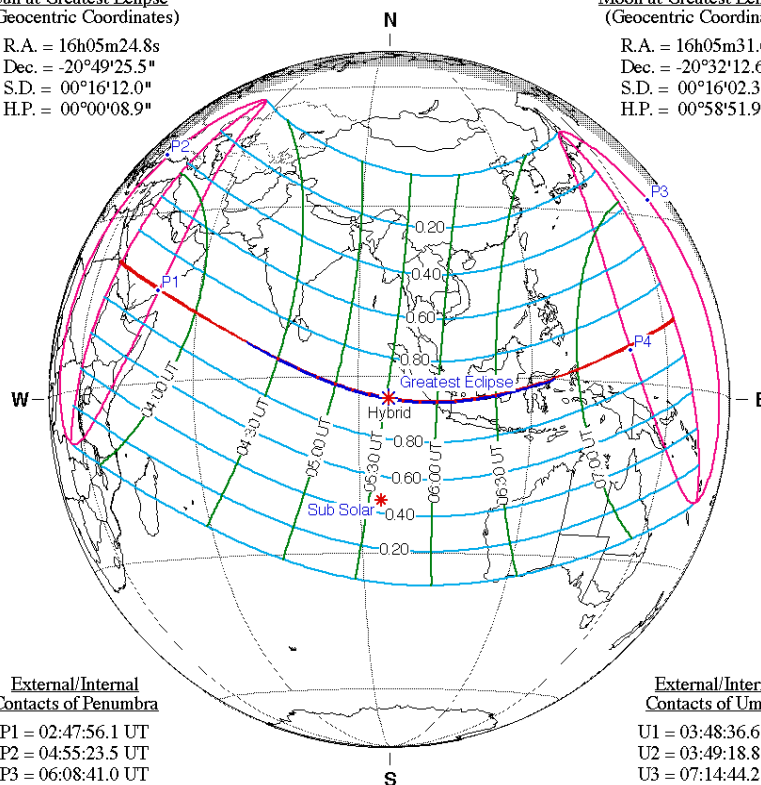 Greatest Eclipse
Geocentric Coordinates)
R.A. = 16h05m24.8s
Dec. = -20°49'25.5"
S.D. = 00°16'12.0"
H.P. = 00°00'08.9"
N
Moon at Greatest
(Geocentric
R.A. = 16h05m31.
Dec. = -20°32'12.6
S.D. = 00°16'02.3
H.P. = 00°58'51.9
P2
P3
P1
P4
0.20
0.40
0.60
0.80
Greatest Eclipse
Hybrid
W
E
0.80
0.60
0.40
0.20
Sub Solar
04:00 UT
04:30 UT
05:00 UT
05:30 UT
06:00 UT
06:30 UT
07:00 UT
External/Internal
Contacts of Penumbra
P1 = 02:47:56.1 UT
P2 = 04:55:23.5 UT
P3 = 06:08:41.0 UT
S
Contacts of
U1 = 03:48:36.6
U2 = 03:49:18.8
U3 = 07:14:44.2